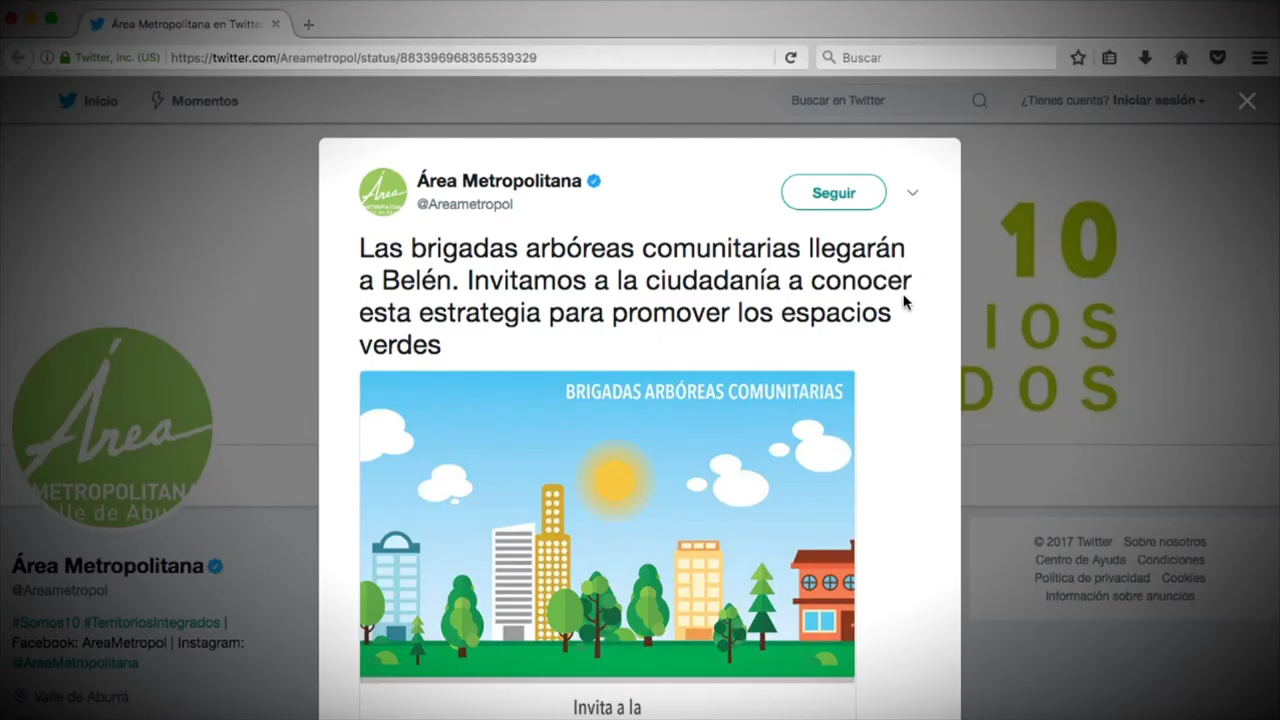 Área Metropolitana en Twitte
Twitter, Inc. (US)
https://twitter.com/Areametropol/status/883396968365539329
Buscar
Inicio
Momentos
Buscar en Twitter
¿Tienes cuenta? Iniciar sesión
Área Metropolitana
@Areametropol
Seguir
Las brigadas arbóreas comunitarias llegarán
a Belén. Invitamos a la ciudadanía a conocer
esta estrategia para promover los espacios
verdes
BRIGADAS ARBÓREAS COMUNITARIAS
Invita a la
10
IOS
DOS
Área
METROPOLITANA
lle de Abu
Área Metropolitana
@Areametropol
#Somos10 #TerritoriosIntegrados |
Facebook: AreaMetropol | Instagram:
@AreaMetropolitana
Valle de Aburrá
© 2017 Twitter Sobre nosotros
Centro de Ayuda Condiciones
Política de privacidad Cookies
Información sobre anuncios